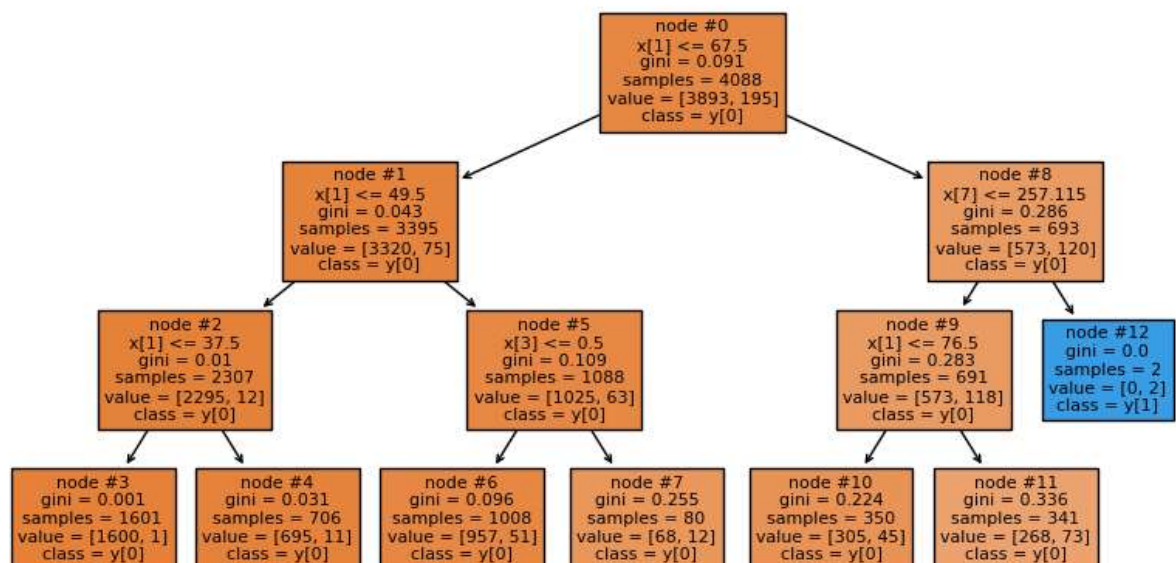 node #0
x[1] <= 67.5
gini = 0.091
samples = 4088
value = [3893, 195]
class = y[0]
node #1
x[1] <= 49.5
gini = 0.043
samples = 3395
value = [3320, 75]
class = y[0]
node #8
x[7] <= 257.115
gini = 0.286
samples = 693
value = [573, 120]
class = y[0]
node #2
x[1] <= 37.5
gini = 0.01
samples = 2307
value = [2295, 12]
class = y[0]
node #5
x[3] <= 0.5
gini = 0.109
samples = 1088
value = [1025, 63]
class = y[0]
node #9
x[1] <= 76.5
gini = 0.283
samples = 691
value = [573, 118]
class = y[0]
node #12
gini = 0.0
samples = 2
value = [0, 2]
class = y[1]
node #3
gini = 0.001
samples = 1601
value = [1600, 1]
class = y[0]
node #4
gini = 0.031
samples = 706
value = [695, 11]
class = y[0]
node #6
gini = 0.096
samples = 1008
value = [957, 51]
class = y[0]
node #7
gini = 0.255
samples = 80
value = [68, 12]
class = y[0]
node #10
gini = 0.224
samples = 350
value = [305, 45]
class = y[0]
node #11
gini = 0.336
samples = 341
value = [268, 73]
class = y[0]